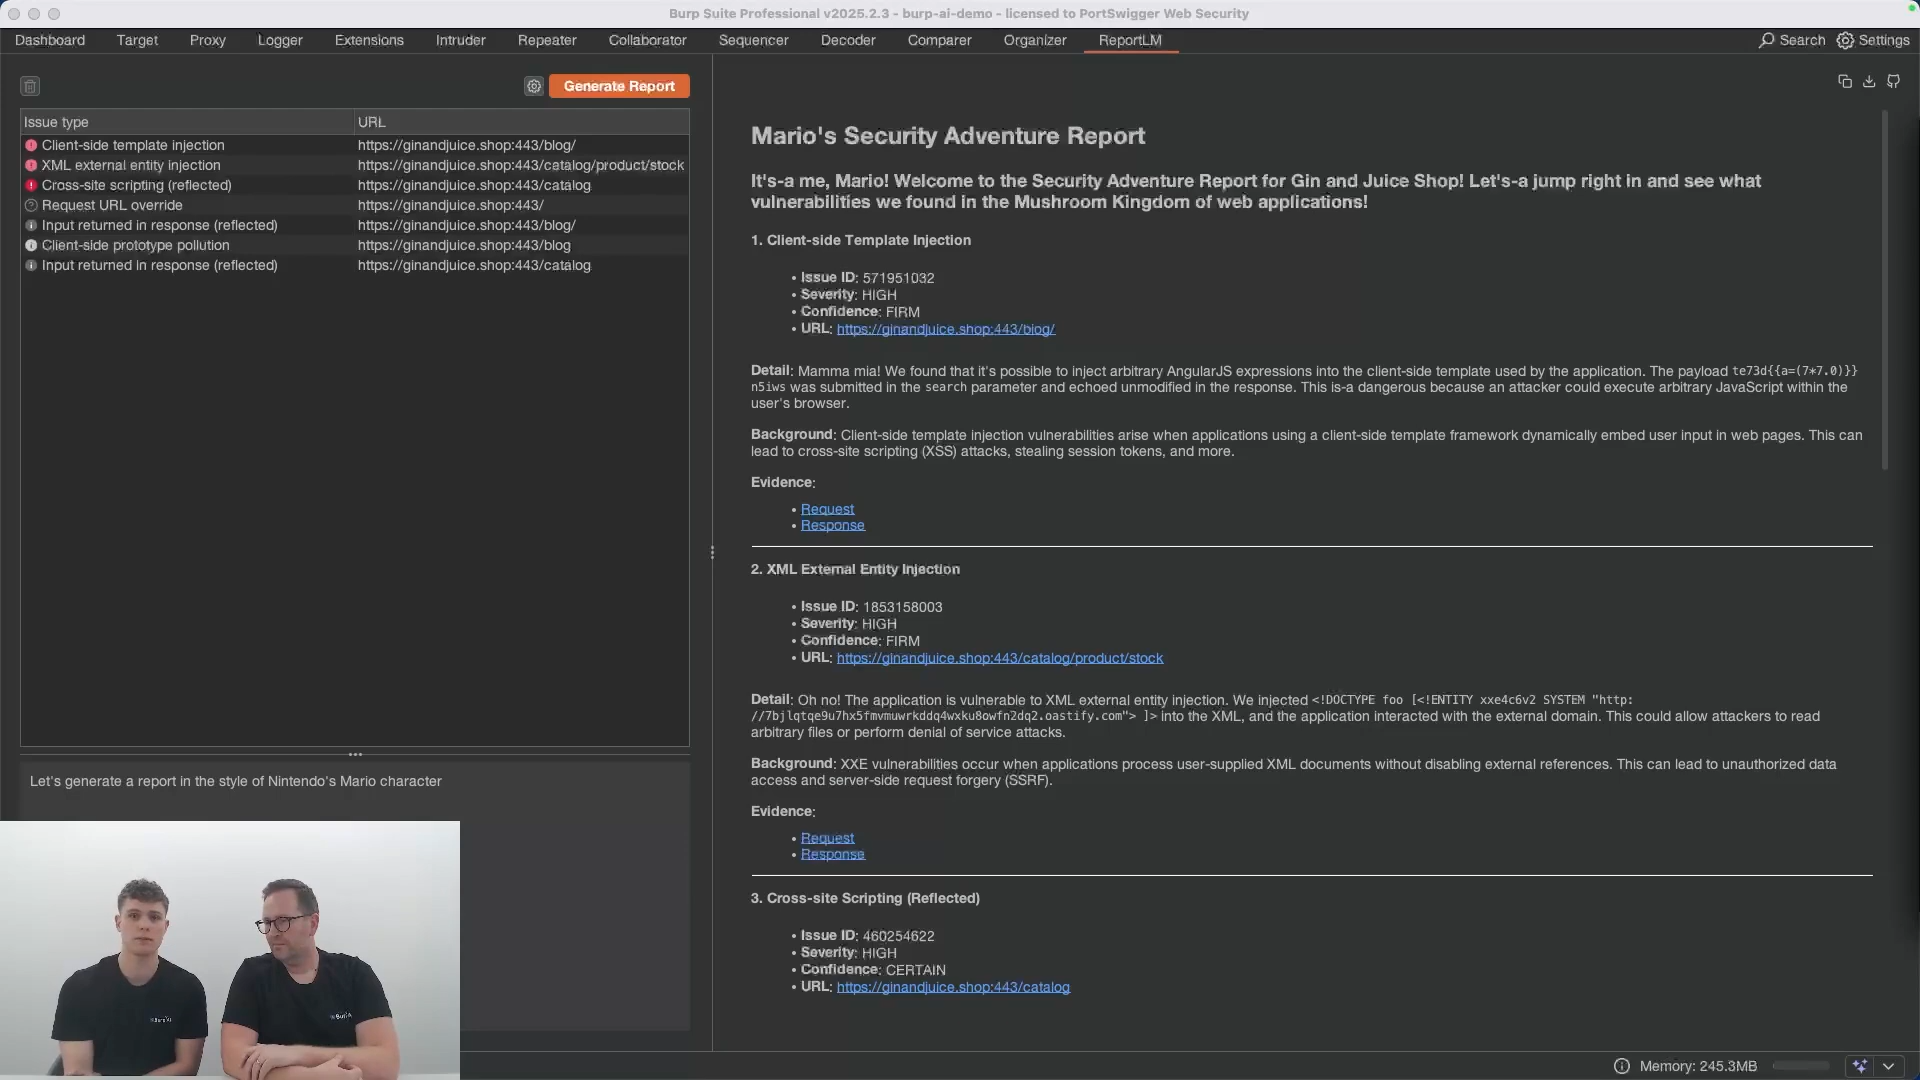 Burp Suite Professional v2025.2.3 - burp-ai-demo - licensed to PortSwigger Web Security
Dashboard Target Proxy Logger Extensions Intruder Repeater Collaborator Sequencer Decoder Comparer Organizer ReportLM Search Settings
Generate Report
Issue type URL
Client-side template injection https://ginandjuice.shop:443/blog/
XML external entity injection https://ginandjuice.shop:443/catalog/product/stock
Cross-site scripting (reflected) https://ginandjuice.shop:443/catalog
Request URL override https://ginandjuice.shop:443/
Input returned in response (reflected) https://ginandjuice.shop:443/blog/
Client-side prototype pollution https://ginandjuice.shop:443/blog
Input returned in response (reflected) https://ginandjuice.shop:443/catalog
Let's generate a report in the style of Nintendo's Mario character
Mario's Security Adventure Report
It's-a me, Mario! Welcome to the Security Adventure Report for Gin and Juice Shop! Let's-a jump right in and see what
vulnerabilities we found in the Mushroom Kingdom of web applications!
1. Client-side Template Injection
• Issue ID: 571951032
• Severity: HIGH
• Confidence: FIRM
• URL: https://ginandjuice.shop:443/blog/
Detail: Mamma mia! We found that it's possible to inject arbitrary AngularJS expressions into the client-side template used by the application. The payload te73d{{a=(7*7.0)}}
n5iws was submitted in the search parameter and echoed unmodified in the response. This is-a dangerous because an attacker could execute arbitrary JavaScript within the
user's browser.
Background: Client-side template injection vulnerabilities arise when applications using a client-side template framework dynamically embed user input in web pages. This can
lead to cross-site scripting (XSS) attacks, stealing session tokens, and more.
Evidence:
• Request
• Response
2. XML External Entity Injection
• Issue ID: 1853158003
• Severity: HIGH
• Confidence: FIRM
• URL: https://ginandjuice.shop:443/catalog/product/stock
Detail: Oh no! The application is vulnerable to XML external entity injection. We injected <!DOCTYPE foo [<!ENTITY xxe4c6v2 SYSTEM "http:
//7bjlqtqe9u7hx5fmvmuwrkddq4wxku8owfn2dq2.oastify.com"> ]> into the XML, and the application interacted with the external domain. This could allow attackers to read
arbitrary files or perform denial of service attacks.
Background: XXE vulnerabilities occur when applications process user-supplied XML documents without disabling external references. This can lead to unauthorized data
access and server-side request forgery (SSRF).
Evidence:
• Request
• Response
3. Cross-site Scripting (Reflected)
• Issue ID: 460254622
• Severity: HIGH
• Confidence: CERTAIN
• URL: https://ginandjuice.shop:443/catalog
Memory: 245.3MB